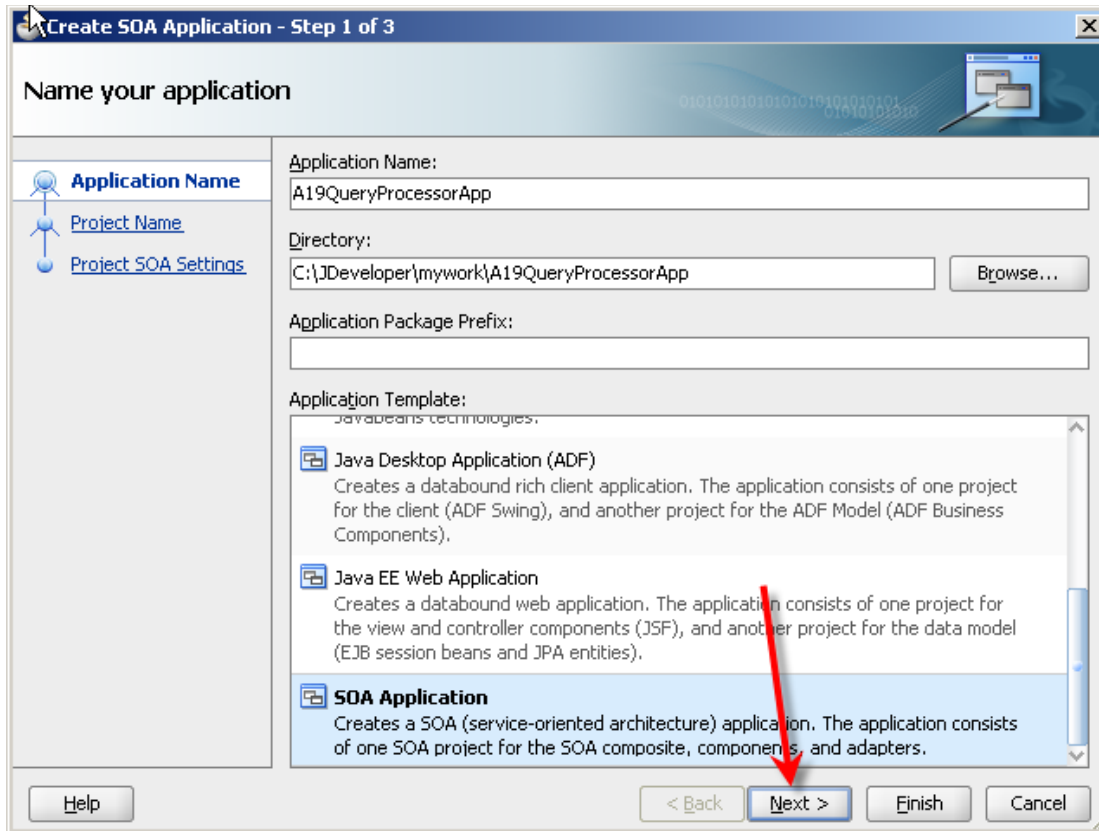 Create SOA Application - Step 1 of 3
Name your application
01010101010101010101010101
01010101010
Application Name
Project Name
Project SOA Settings
Application Name:
A19QueryProcessorApp
Directory:
C:\JDeveloper\mywork\A19QueryProcessorApp
Browse...
Application Package Prefix:
Application Template:
Javabeans technologies.
Java Desktop Application (ADF)
Creates a databound rich client application. The application consists of one project
for the client (ADF Swing), and another project for the ADF Model (ADF Business
Components).
Java EE Web Application
Creates a databound web application. The application consists of one project for
the view and controller components (JSF), and another project for the data model
(EJB session beans and JPA entities).
SOA Application
Creates a SOA (service-oriented architecture) application. The application consists
of one SOA project for the SOA composite, components, and adapters.
Help
< Back
Next >
Finish
Cancel